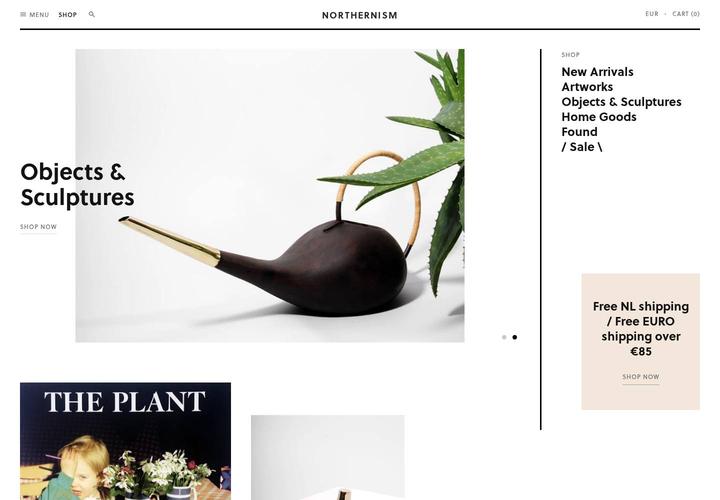 MENU SHOP
NORTHERNISM
EUR • CART (0)
Objects &
Sculptures
SHOP NOW
SHOP
New Arrivals
Artworks
Objects & Sculptures
Home Goods
Found
/ Sale \
Free NL shipping
/ Free EURO
shipping over
€85
SHOP NOW
THE PLANT